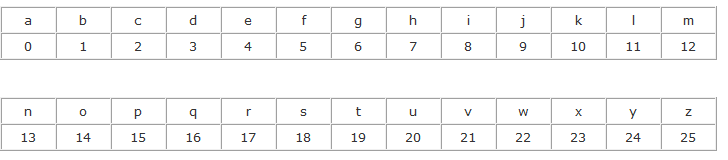 a b c d e f g h i j k l m
0 1 2 3 4 5 6 7 8 9 10 11 12
n o p q r s t u v w x y z
13 14 15 16 17 18 19 20 21 22 23 24 25